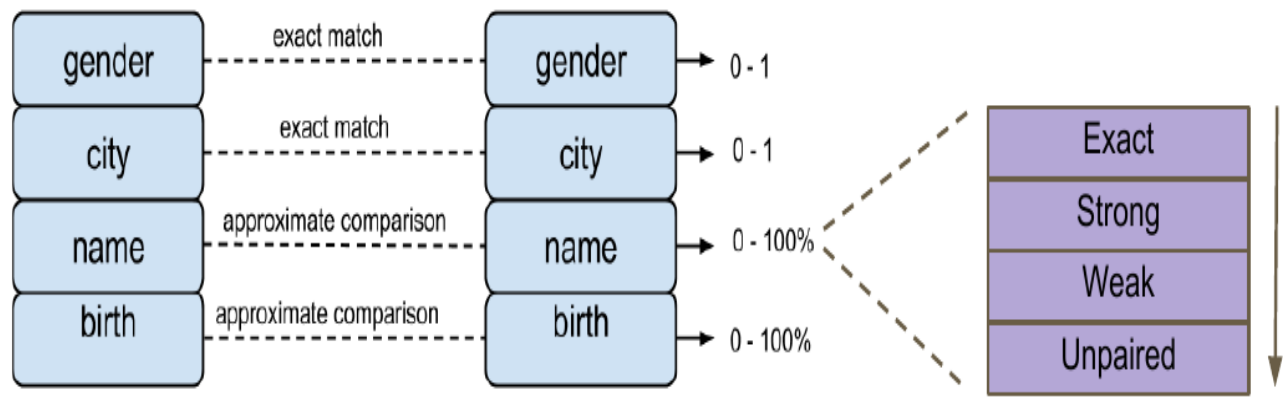 gender exact match gender 0 - 1
city exact match city 0 - 1
name approximate comparison name 0 - 100%
birth approximate comparison birth 0 - 100%
Exact
Strong
Weak
Unpaired